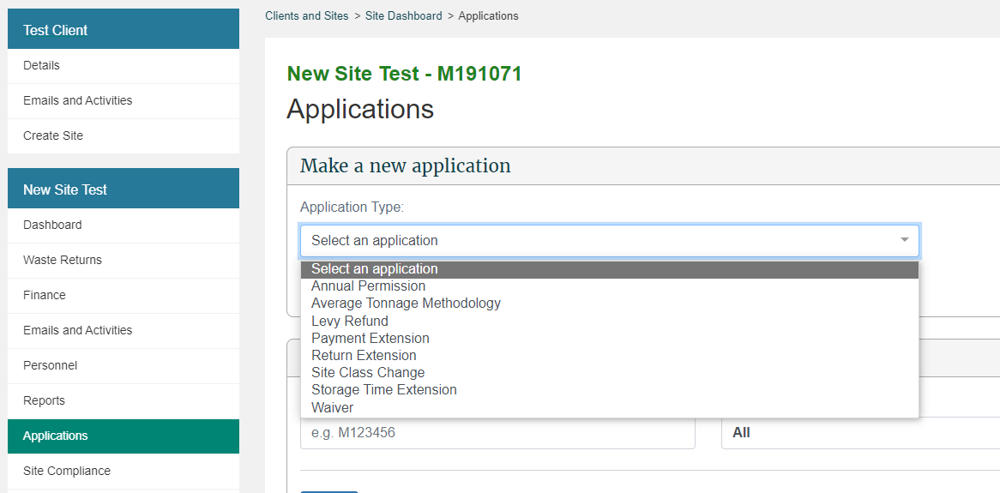 Test Client
Details
Emails and Activities
Create Site
New Site Test
Dashboard
Waste Returns
Finance
Emails and Activities
Personnel
Reports
Applications
Site Compliance
Clients and Sites > Site Dashboard > Applications
New Site Test - M191071
Applications
Make a new application
Application Type:
Select an application
Select an application
Annual Permission
Average Tonnage Methodology
Levy Refund
Payment Extension
Return Extension
Site Class Change
Storage Time Extension
Waiver
e.g. M123456
All